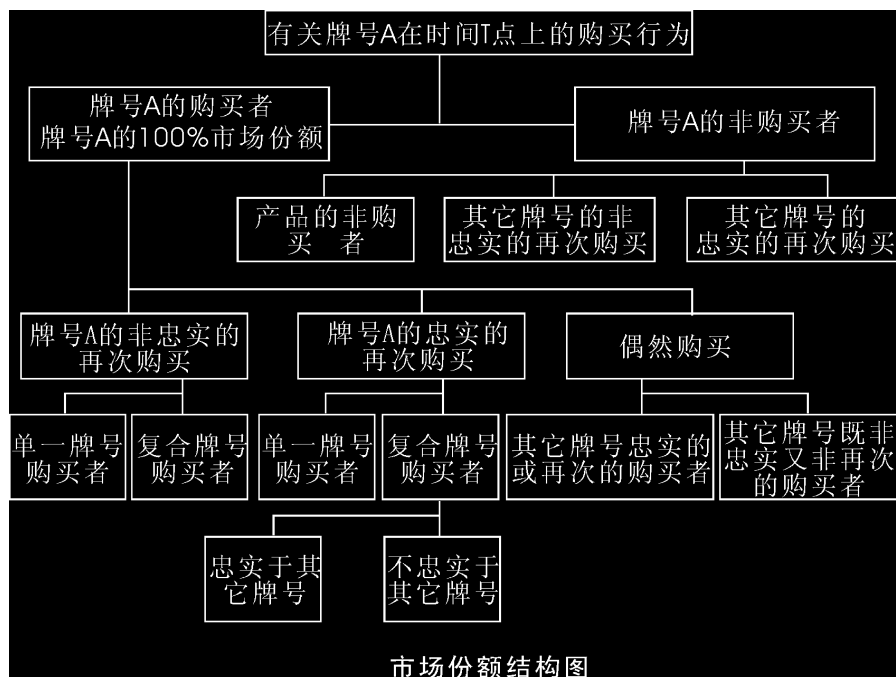 有关牌号A在时间T点上的购买行为
牌号A的购买者
牌号A的100%市场份额
牌号A的非购买者
产品的非购
买 者
其它牌号的非
忠实的再次购买
其它牌号的
忠实的再次购买
牌号A的非忠实的
再次购买
牌号A的忠实的
再次购买
偶然购买
单一牌号
购买者
复合牌号
购买者
单一牌号
购买者
复合牌号
购买者
其它牌号忠实的
或再次的购买者
其它牌号既非
忠实又非再次
的购买者
忠实于其
它牌号
不忠实于
其它牌号
市场份额结构图